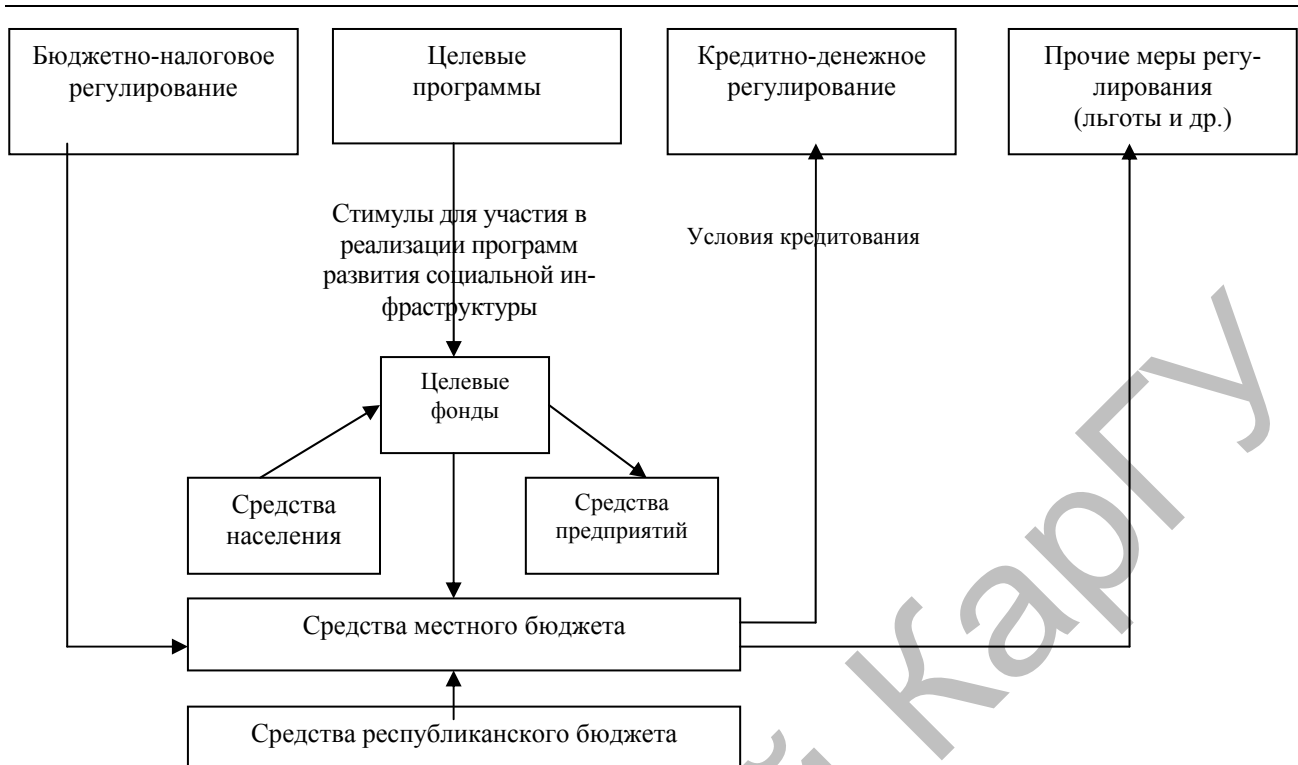 Бюджетно-налоговое
регулирование
Целевые
программы
Кредитно-денежное
регулирование
Прочие меры регу-
лирования
(льготы и др.)
Стимулы для участия в
реализации программ
развития социальной ин-
фраструктуры
Условия кредитования
Целевые
фонды
Средства
населения
Средства
предприятий
Средства местного бюджета
Средства республиканского бюджета
й КарГУ